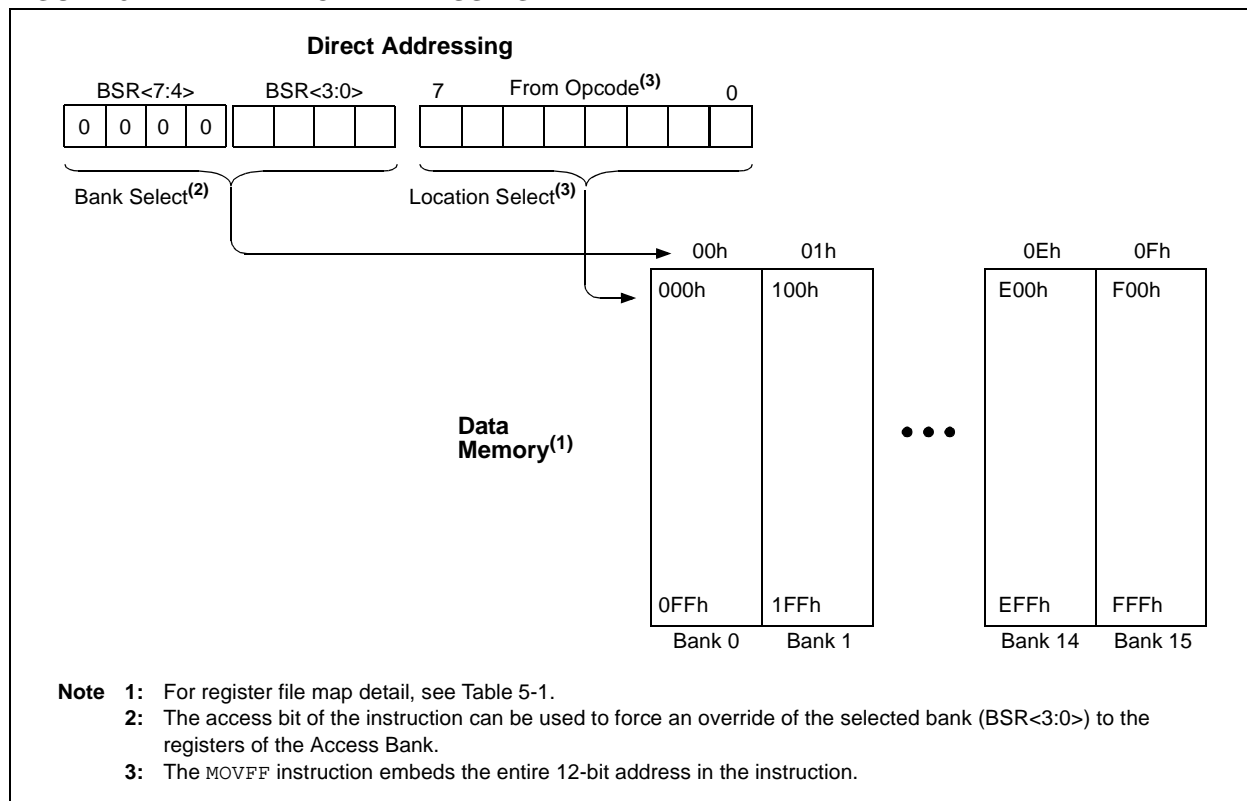 Direct Addressing
BSR<7:4> BSR<3:0> 7 From Opcode(3) 0
0 0 0 0
Bank Select(2) Location Select(3)
00h 01h 0Eh 0Fh
000h 100h E00h F00h
Data
Memory(1)
0FFh 1FFh EFFh FFFh
Bank 0 Bank 1 Bank 14 Bank 15
Note 1: For register file map detail, see Table 5-1.
2: The access bit of the instruction can be used to force an override of the selected bank (BSR<3:0>) to the
registers of the Access Bank.
3: The MOVFF instruction embeds the entire 12-bit address in the instruction.